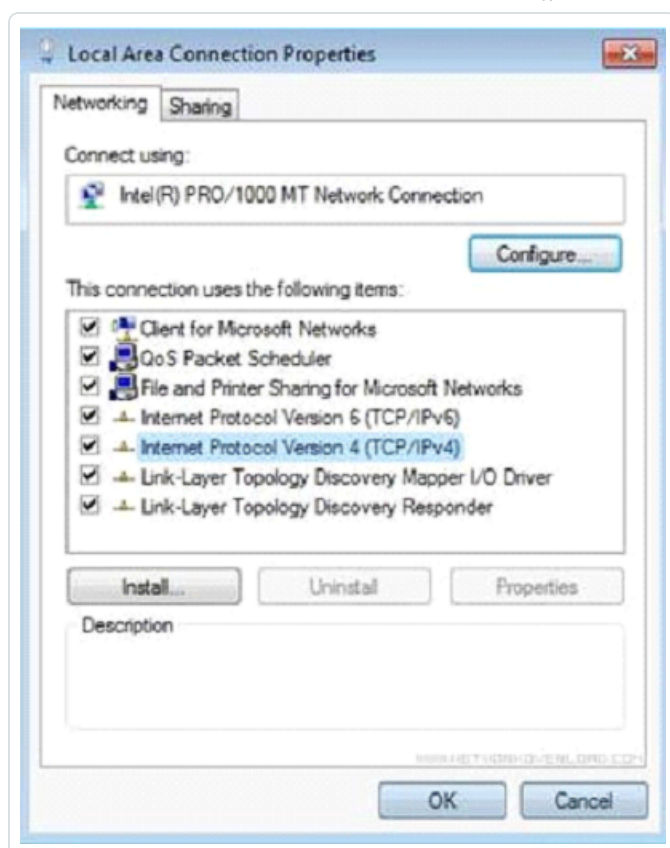 Local Area Connection Properties
Networking
Sharing
Connect using:
Intel(R) PRO/1000 MT Network Connection
Configure...
This connection uses the following items:
Client for Microsoft Networks
QoS Packet Scheduler
File and Printer Sharing for Microsoft Networks
Internet Protocol Version 6 (TCP/IPv6)
Internet Protocol Version 4 (TCP/IPv4)
Link-Layer Topology Discovery Mapper I/O Driver
Link-Layer Topology Discovery Responder
Install...
Uninstall
Properties
Description
OK
Cancel